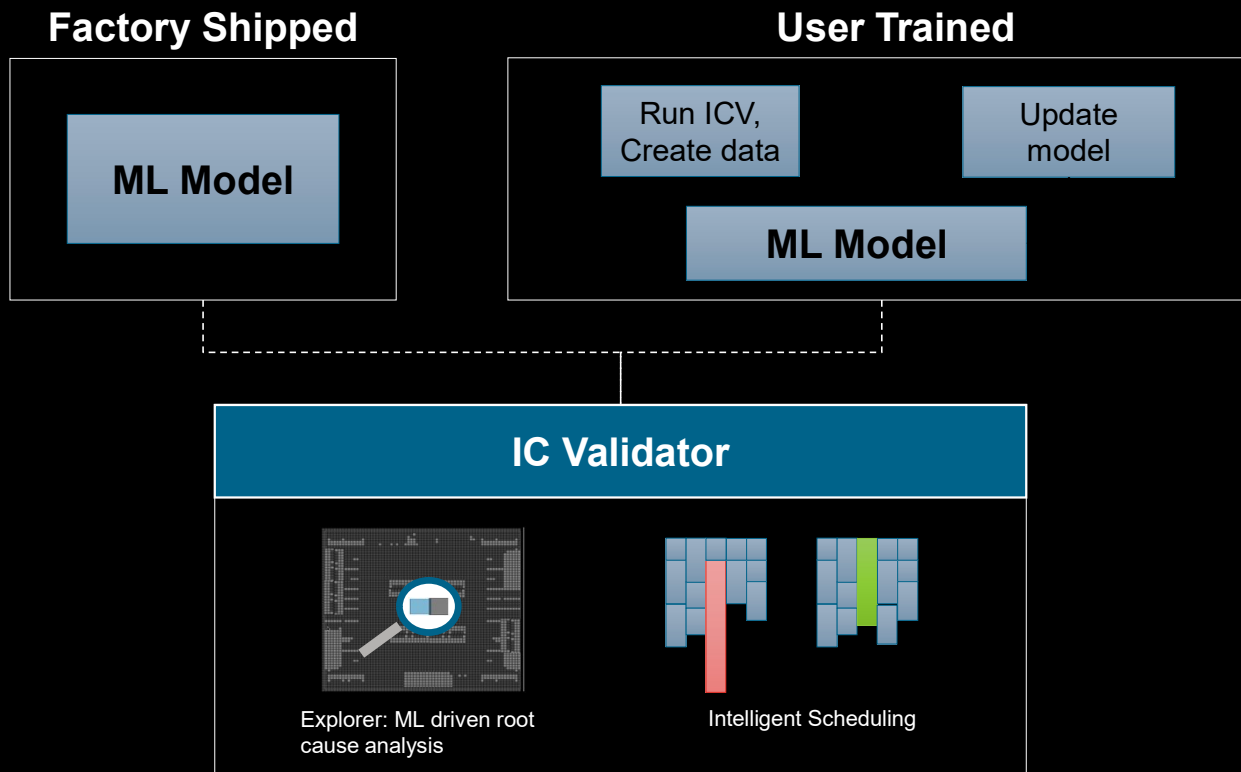 Factory Shipped
User Trained
ML Model
Run ICV,
Create data
Update
model
ML Model
IC Validator
Explorer: ML driven root
cause analysis
Intelligent Scheduling